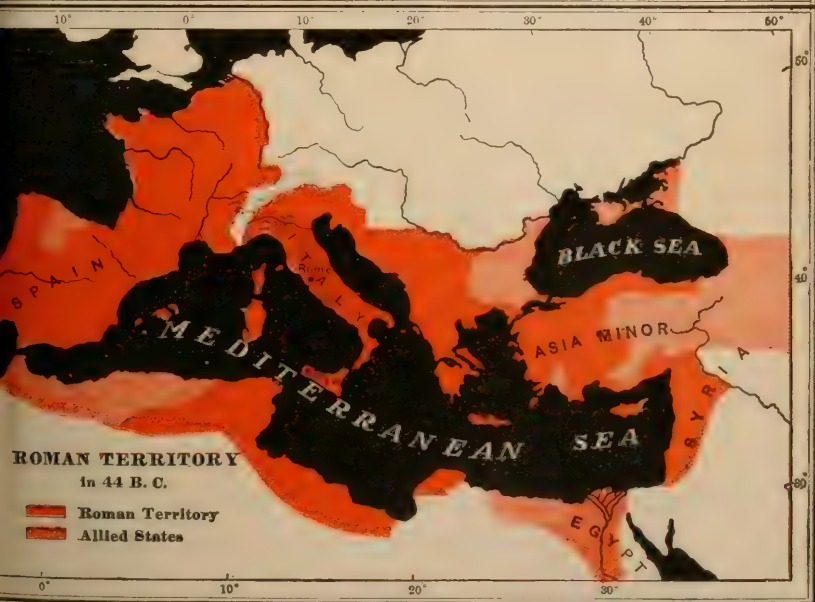 10° 0° 10° 20° 30° 40° 50°
50°
BLACK SEA
40°
SPAIN
ITALY
Rome
ASIA MINOR
SYRIA
MEDITERRANEAN SEA
ROMAN TERRITORY
in 44 B. C.
Roman Territory
Allied States
30°
EGYPT
0° 10° 20° 30°